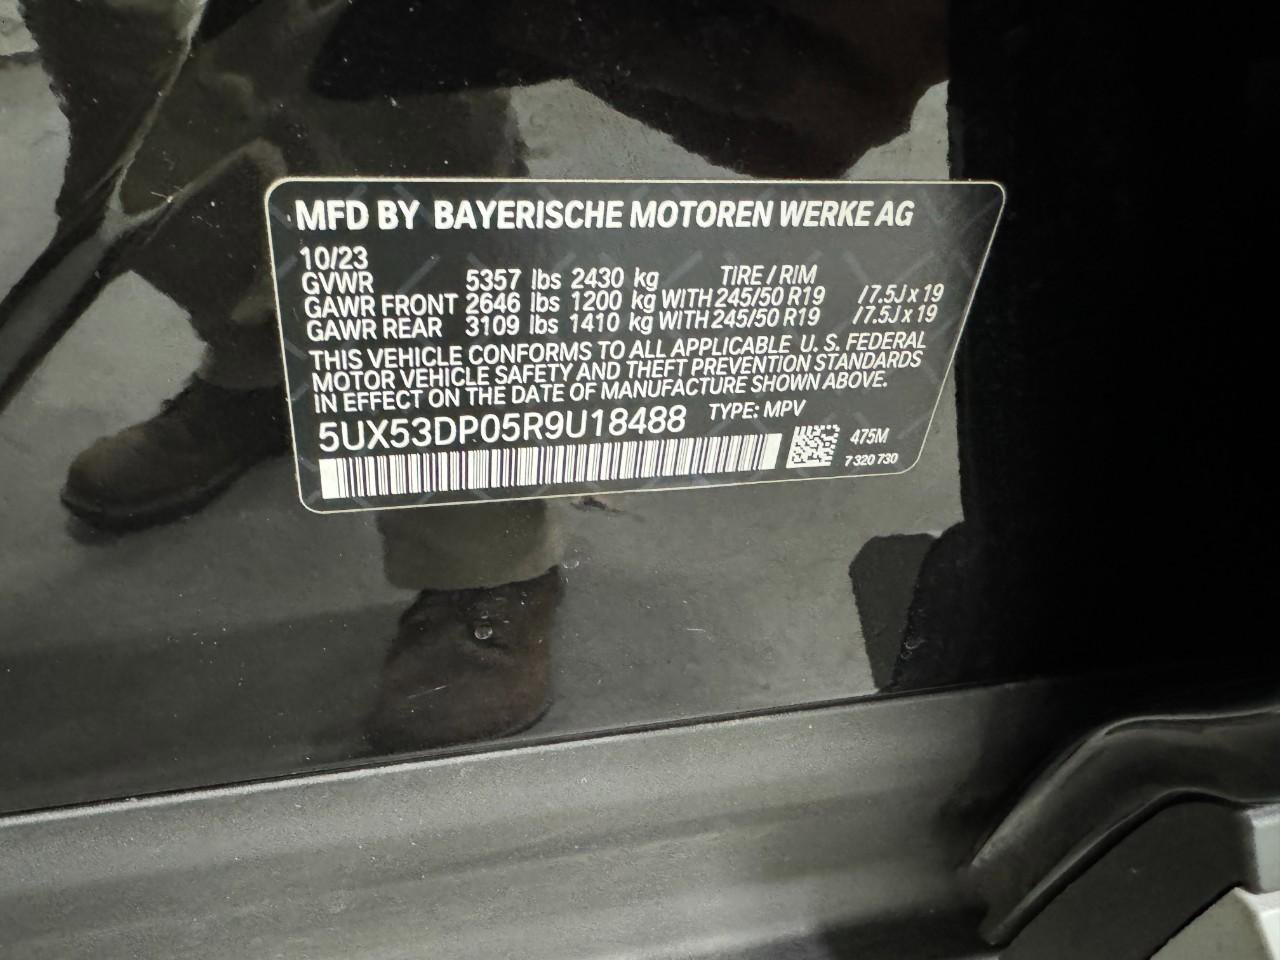 MFD BY BAYERISCHE MOTOREN WERKE AG
10/23
GVWR 5357 lbs 2430 kg TIRE / RIM
GAWR FRONT 2646 lbs 1200 kg WITH 245/50 R19 /7.5J x 19
GAWR REAR 3109 lbs 1410 kg WITH 245/50 R19 /7.5J x 19
THIS VEHICLE CONFORMS TO ALL APPLICABLE U. S. FEDERAL
MOTOR VEHICLE SAFETY AND THEFT PREVENTION STANDARDS
IN EFFECT ON THE DATE OF MANUFACTURE SHOWN ABOVE.
5UX53DP05R9U18488 TYPE: MPV
475M
7 320 730